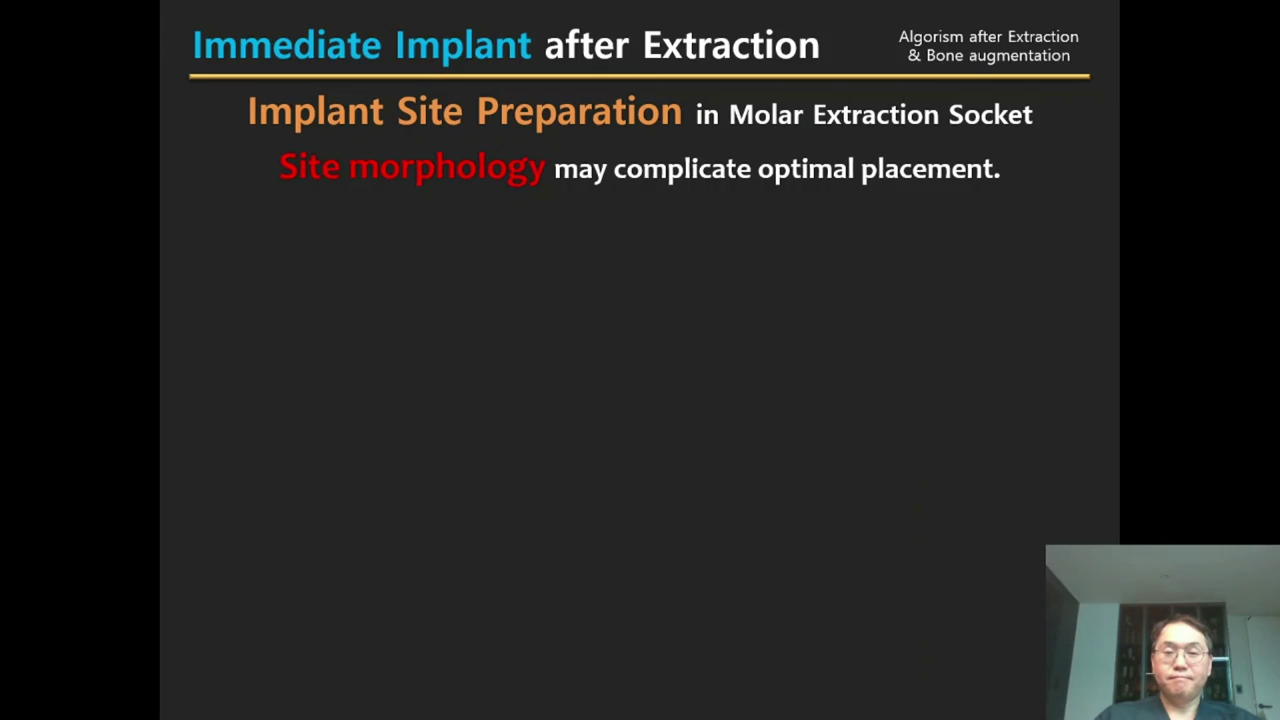 Immediate Implant after Extraction
Algorism after Extraction
& Bone augmentation
Implant Site Preparation in Molar Extraction Socket
Site morphology may complicate optimal placement.